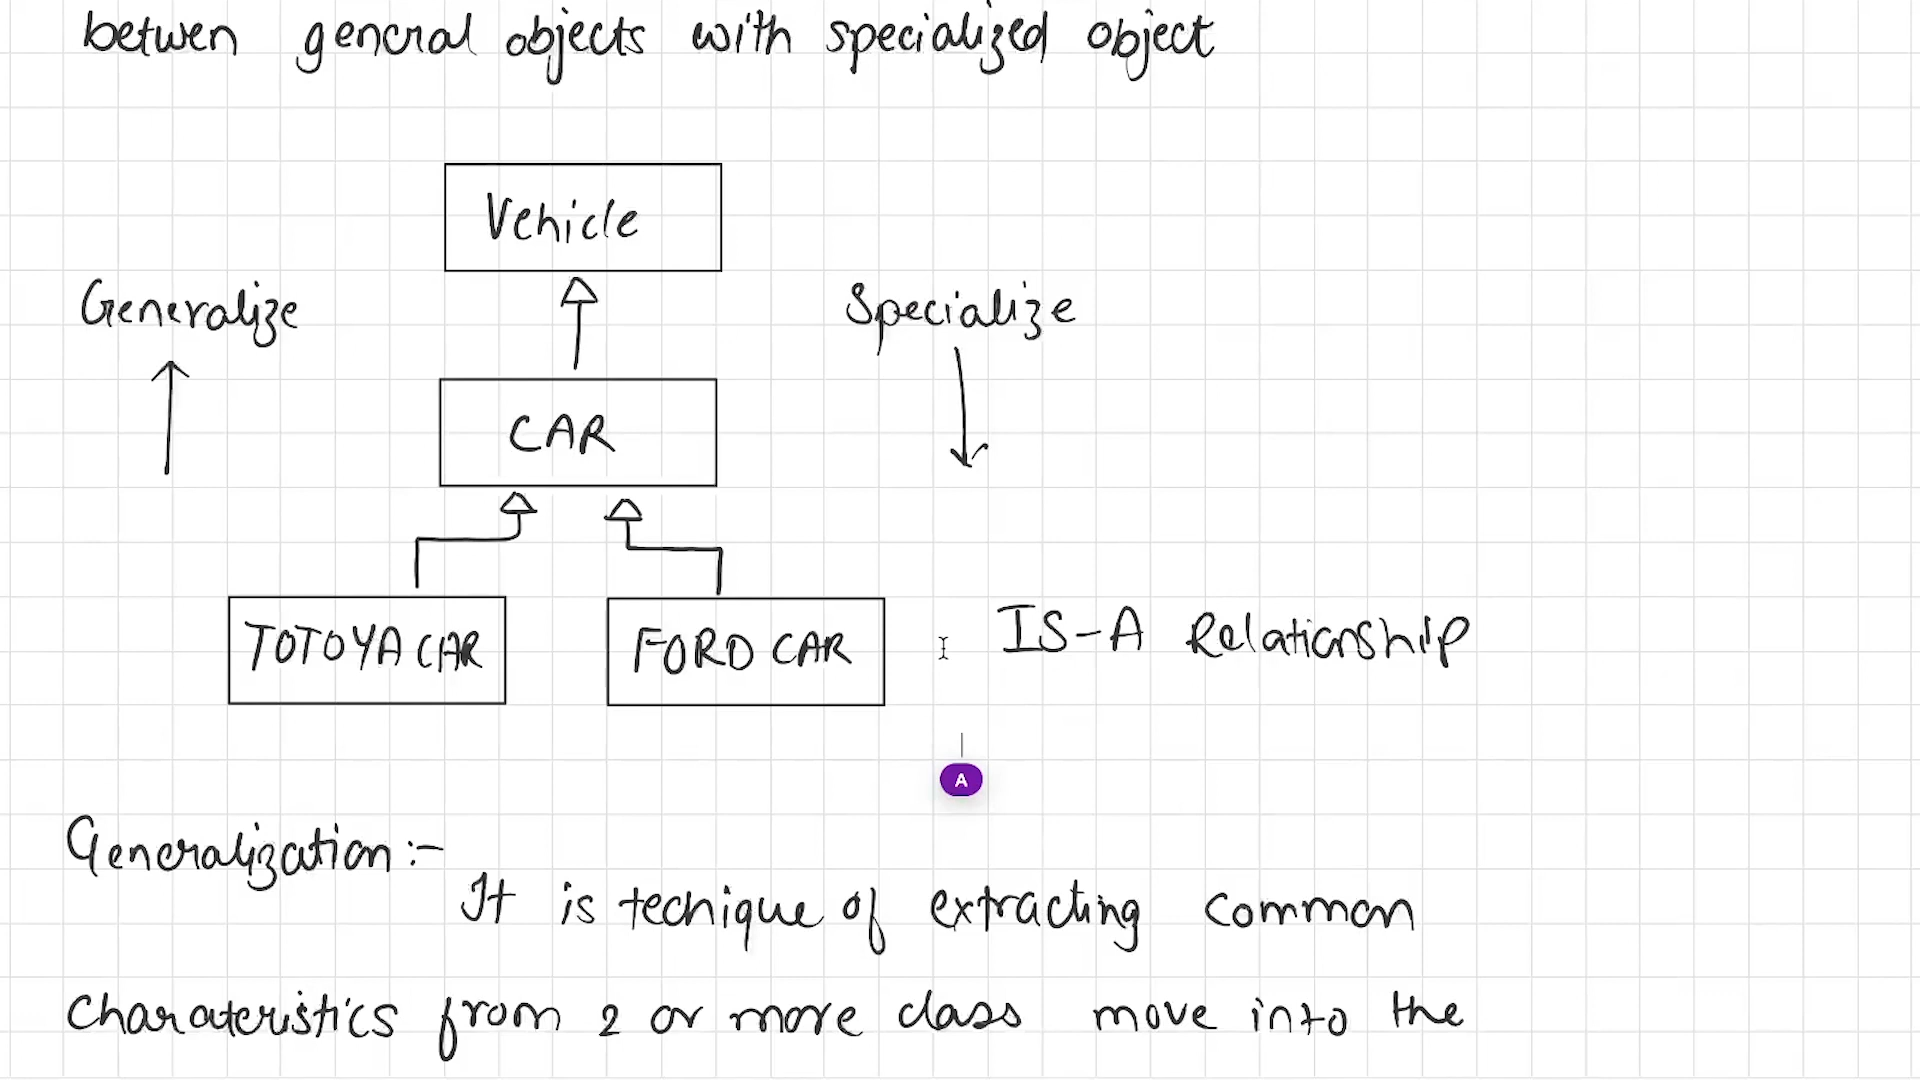 betwen general objects with specialized object
Vehicle
Generalize
Specialize
CAR
TOTOYA CAR
FORD CAR
IS-A Relationship
A
Generalization :-
It is techique of extracting common
charateristics from 2 or more class move into the